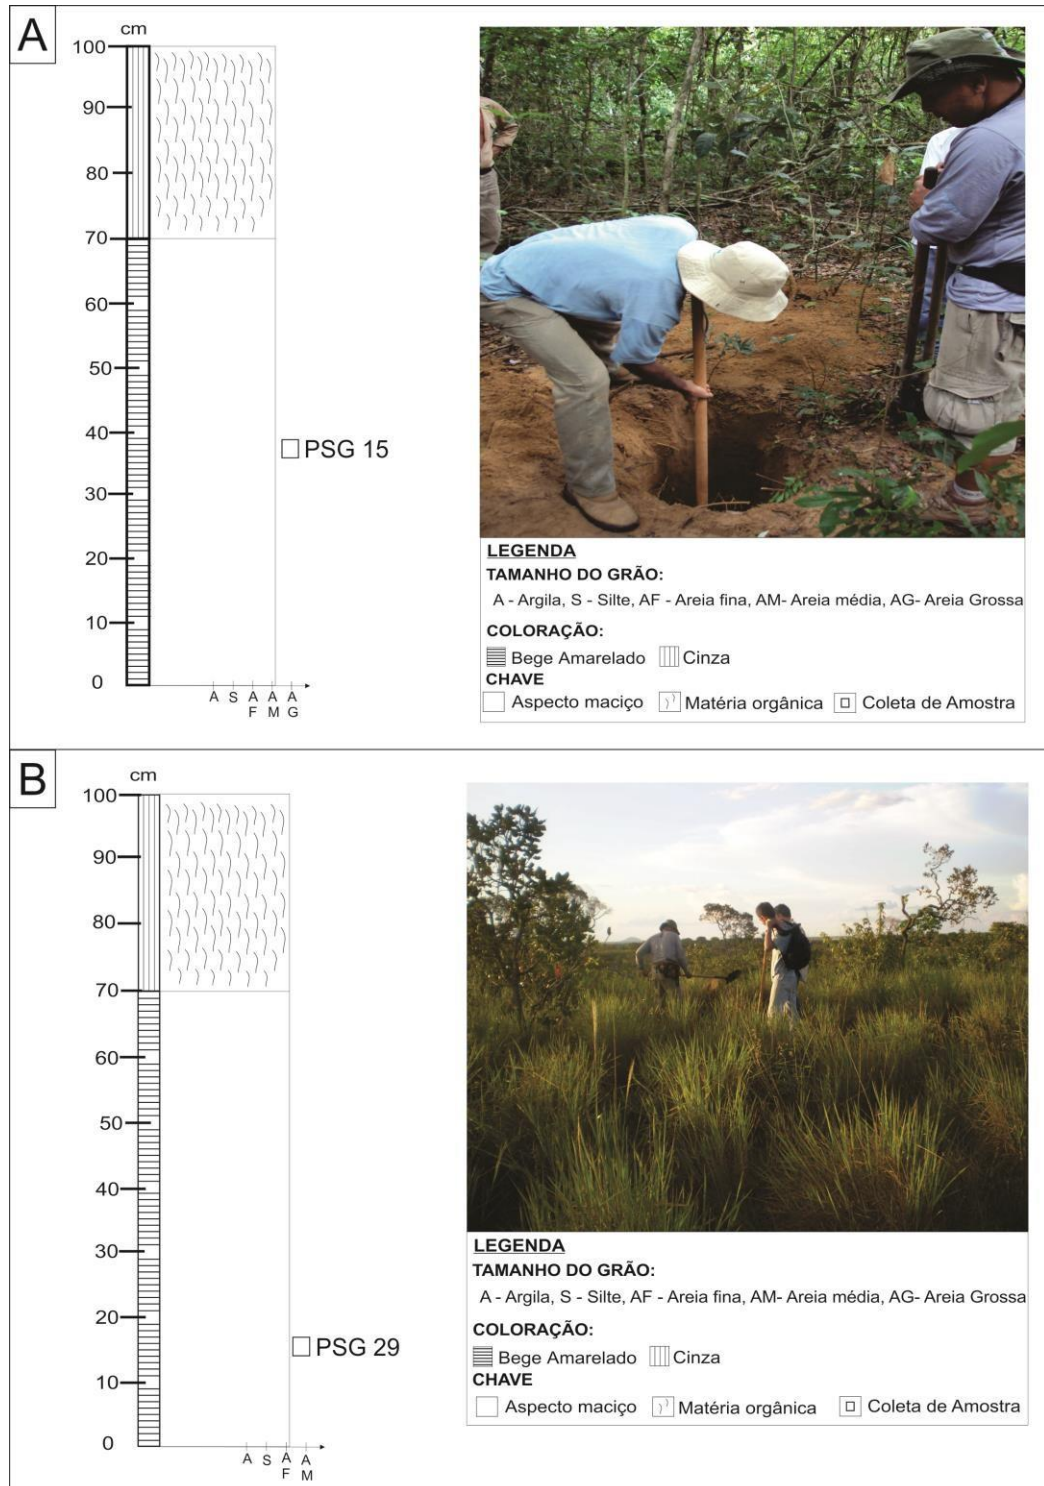 A
cm
100
90
80
70
60
50
40
30
20
10
0
PSG 15
A S A F A M A G
LEGENDA
TAMANHO DO GRÃO:
A - Argila, S - Silte, AF - Areia fina, AM- Areia média, AG- Areia Grossa
COLORAÇÃO:
Bege Amarelado Cinza
CHAVE
Aspecto maciço Matéria orgânica Coleta de Amostra
B
cm
100
90
80
70
60
50
40
30
20
10
0
PSG 29
A S A F A M
LEGENDA
TAMANHO DO GRÃO:
A - Argila, S - Silte, AF - Areia fina, AM- Areia média, AG- Areia Grossa
COLORAÇÃO:
Bege Amarelado Cinza
CHAVE
Aspecto maciço Matéria orgânica Coleta de Amostra